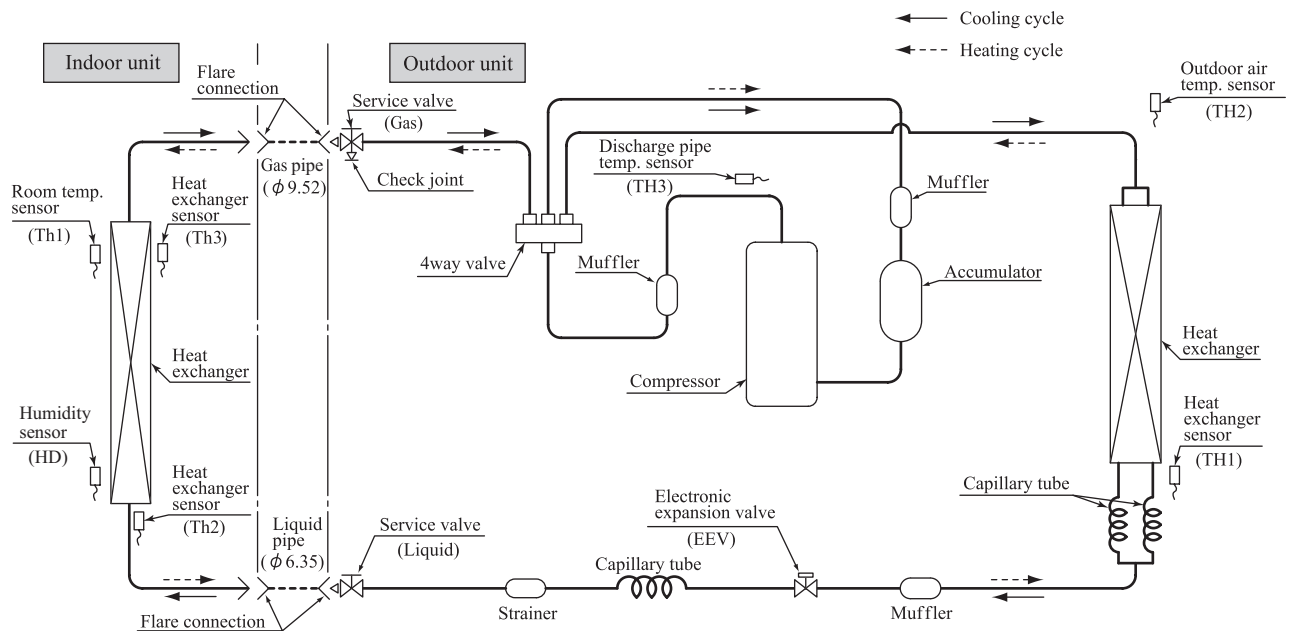 Cooling cycle
Heating cycle
Indoor unit
Outdoor unit
Flare
connection
Service valve
(Gas)
Outdoor air
temp. sensor
(TH2)
Gas pipe
(ϕ9.52)
Check joint
Discharge pipe
temp. sensor
(TH3)
Muffler
Room temp.
sensor
(Th1)
Heat
exchanger
sensor
(Th3)
4way valve
Muffler
Accumulator
Heat
exchanger
Compressor
Heat
exchanger
Humidity
sensor
(HD)
Heat
exchanger
sensor
(Th2)
Heat
exchanger
sensor
(TH1)
Capillary tube
Liquid
pipe
(ϕ6.35)
Service valve
(Liquid)
Electronic
expansion valve
(EEV)
Capillary tube
Strainer
Muffler
Flare connection